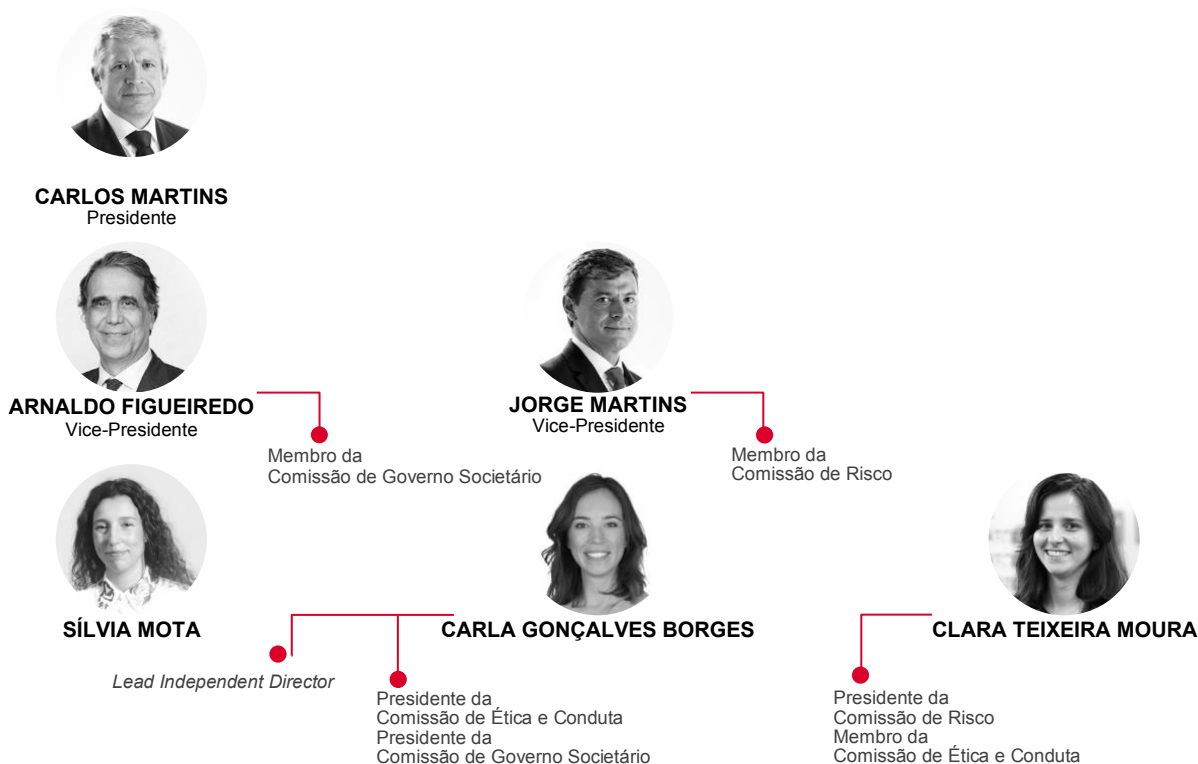 CARLOS MARTINS
Presidente
ARNALDO FIGUEIREDO
Vice-Presidente
Membro da
Comissão de Governo Societário
JORGE MARTINS
Vice-Presidente
Membro da
Comissão de Risco
SÍLVIA MOTA
CARLA GONÇALVES BORGES
Lead Independent Director
Presidente da
Comissão de Ética e Conduta
Presidente da
Comissão de Governo Societário
CLARA TEIXEIRA MOURA
Presidente da
Comissão de Risco
Membro da
Comissão de Ética e Conduta